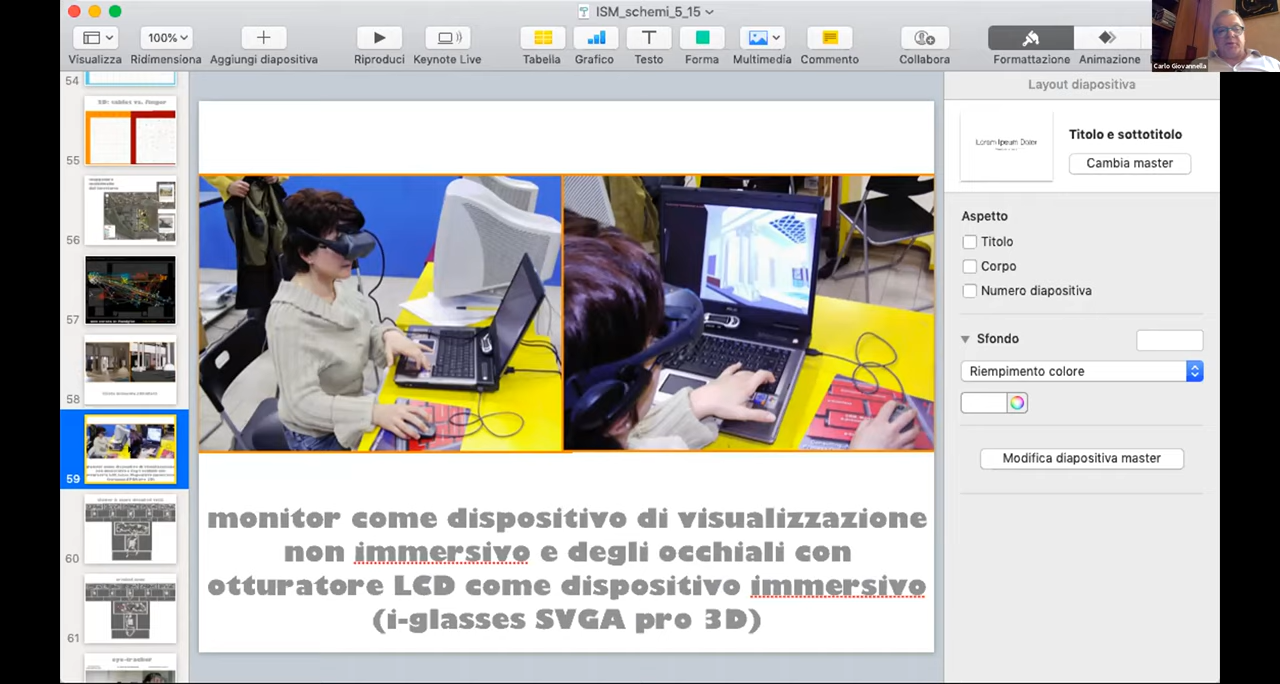 ISM_schemi_5_15
100%
Visualizza Ridimensiona Aggiungi diapositiva Riproduci Keynote Live Tabella Grafico Testo Forma Multimedia Commento Collabora Formattazione Animazione
Carlo Giovannella
Layout diapositiva
54
55
56
57
58
59
60
61
Titolo e sottotitolo
Cambia master
Aspetto
Titolo
Corpo
Numero diapositiva
Sfondo
Riempimento colore
Modifica diapositiva master
monitor come dispositivo di visualizzazione
non immersivo e degli occhiali con
otturatore LCD come dispositivo immersivo
(i-glasses SVGA pro 3D)